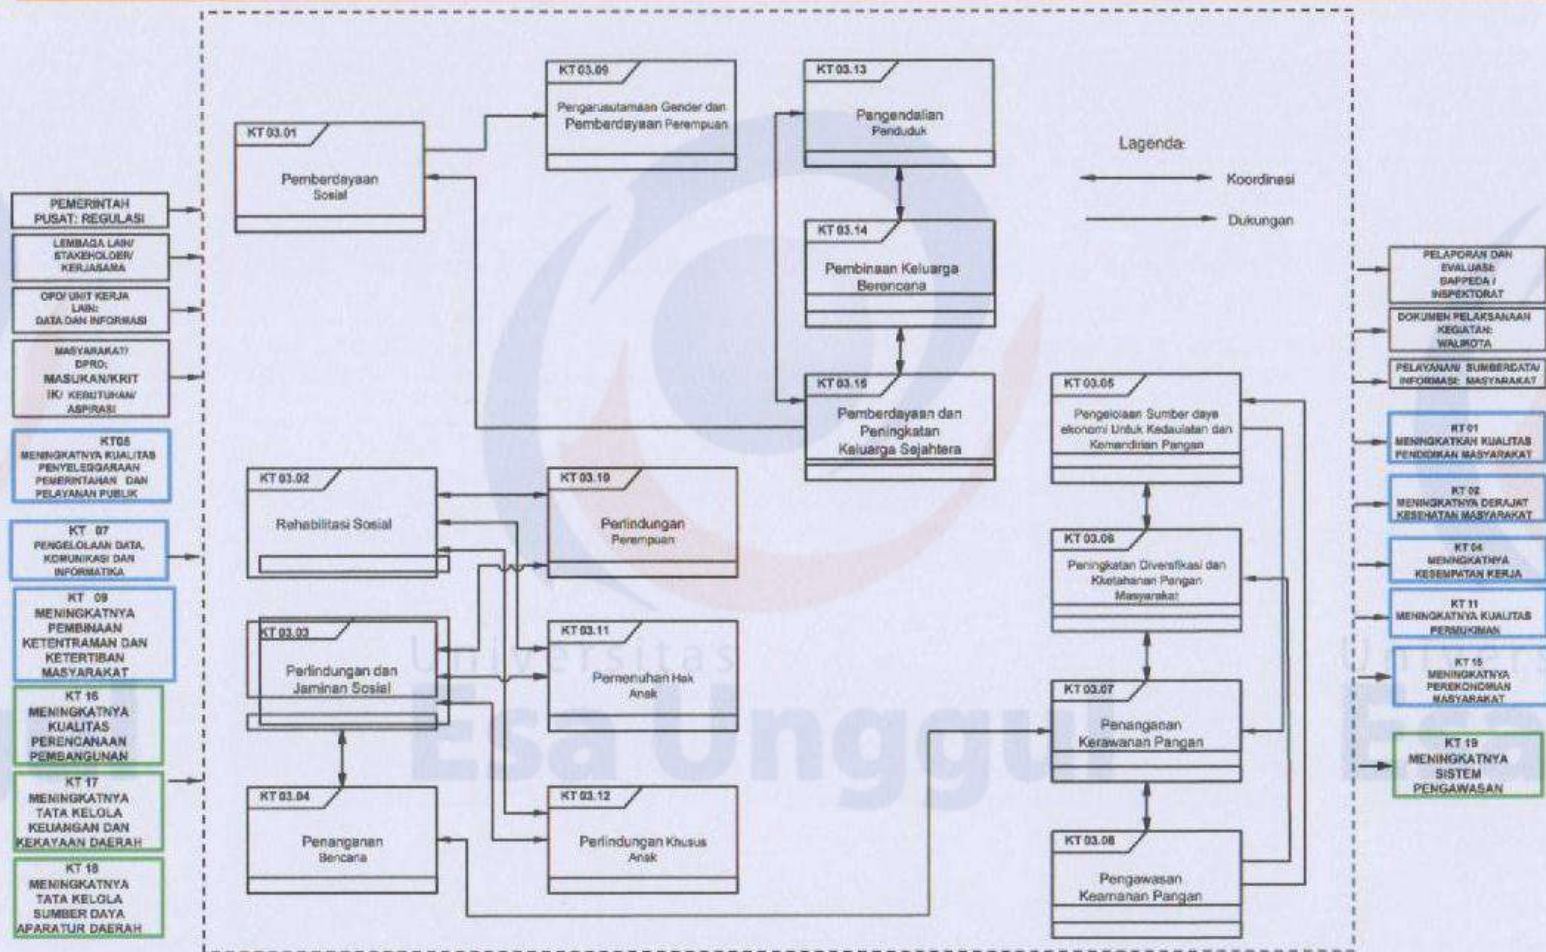 KT 03.09
Pengarusutamaan Gender dan
Pemberdayaan Perempuan
KT 03.13
Pengendalian
Penduduk
KT 03.01
Pemberdayaan
Sosial
Lagenda:
Koordinasi
Dukungan
KT 03.14
Pembinaan Keluarga
Berencana
KT 03.15
Pemberdayaan dan
Peningkatan
Keluarga Sejahtera
KT 03.05
Pengelolaan Sumber daya
ekonomi Untuk Kedaulatan dan
Kemandirian Pangan
KT 03.02
Rehabilitasi Sosial
KT 03.10
Perlindungan
Perempuan
KT 03.06
Peningkatan Diversifikasi dan
Kketahanan Pangan
Masyarakat
KT 03.03
Perlindungan dan
Jaminan Sosial
KT 03.11
Pemenuhan Hak
Anak
KT 03.07
Penanganan
Kerawanan Pangan
KT 03.04
Penanganan
Bencana
KT 03.12
Perlindungan Khusus
Anak
KT 03.08
Pengawasan
Keamanan Pangan
PEMERINTAH
PUSAT: REGULASI
LEMBAGA LAIN/
STAKEHOLDER/
KERJASAMA
OPD/ UNIT KERJA
LAIN:
DATA DAN INFORMASI
MASYARAKAT/
DPRD:
MASUKAN/KRIT
IK/ KEBUTUHAN/
ASPIRASI
KT05
MENINGKATNYA KUALITAS
PENYELEGGARAAN
PEMERINTAHAN DAN
PELAYANAN PUBLIK
KT 07
PENGELOLAAN DATA,
KOMUNIKASI DAN
INFORMATIKA
KT 09
MENINGKATNYA
PEMBINAAN
KETENTRAMAN DAN
KETERTIBAN
MASYARAKAT
KT 16
MENINGKATNYA
KUALITAS
PERENCANAAN
PEMBANGUNAN
KT 17
MENINGKATNYA
TATA KELOLA
KEUANGAN DAN
KEKAYAAN DAERAH
KT 18
MENINGKATNYA
TATA KELOLA
SUMBER DAYA
APARATUR DAERAH
PELAPORAN DAN
EVALUASI:
BAPPEDA /
INSPEKTORAT
DOKUMEN PELAKSANAAN
KEGIATAN:
WALIKOTA
PELAYANAN/ SUMBERDATA/
INFORMASI: MASYARAKAT
KT 01
MENINGKATKAN KUALITAS
PENDIDIKAN MASYARAKAT
KT 02
MENINGKATNYA DERAJAT
KESEHATAN MASYARAKAT
KT 04
MENINGKATNYA
KESEMPATAN KERJA
KT 11
MENINGKATNYA KUALITAS
PERMUKIMAN
KT 15
MENINGKATNYA
PEREKONOMIAN
MASYARAKAT
KT 19
MENINGKATNYA
SISTEM
PENGAWASAN
Universitas
Esa Unggul
Univers
Esa